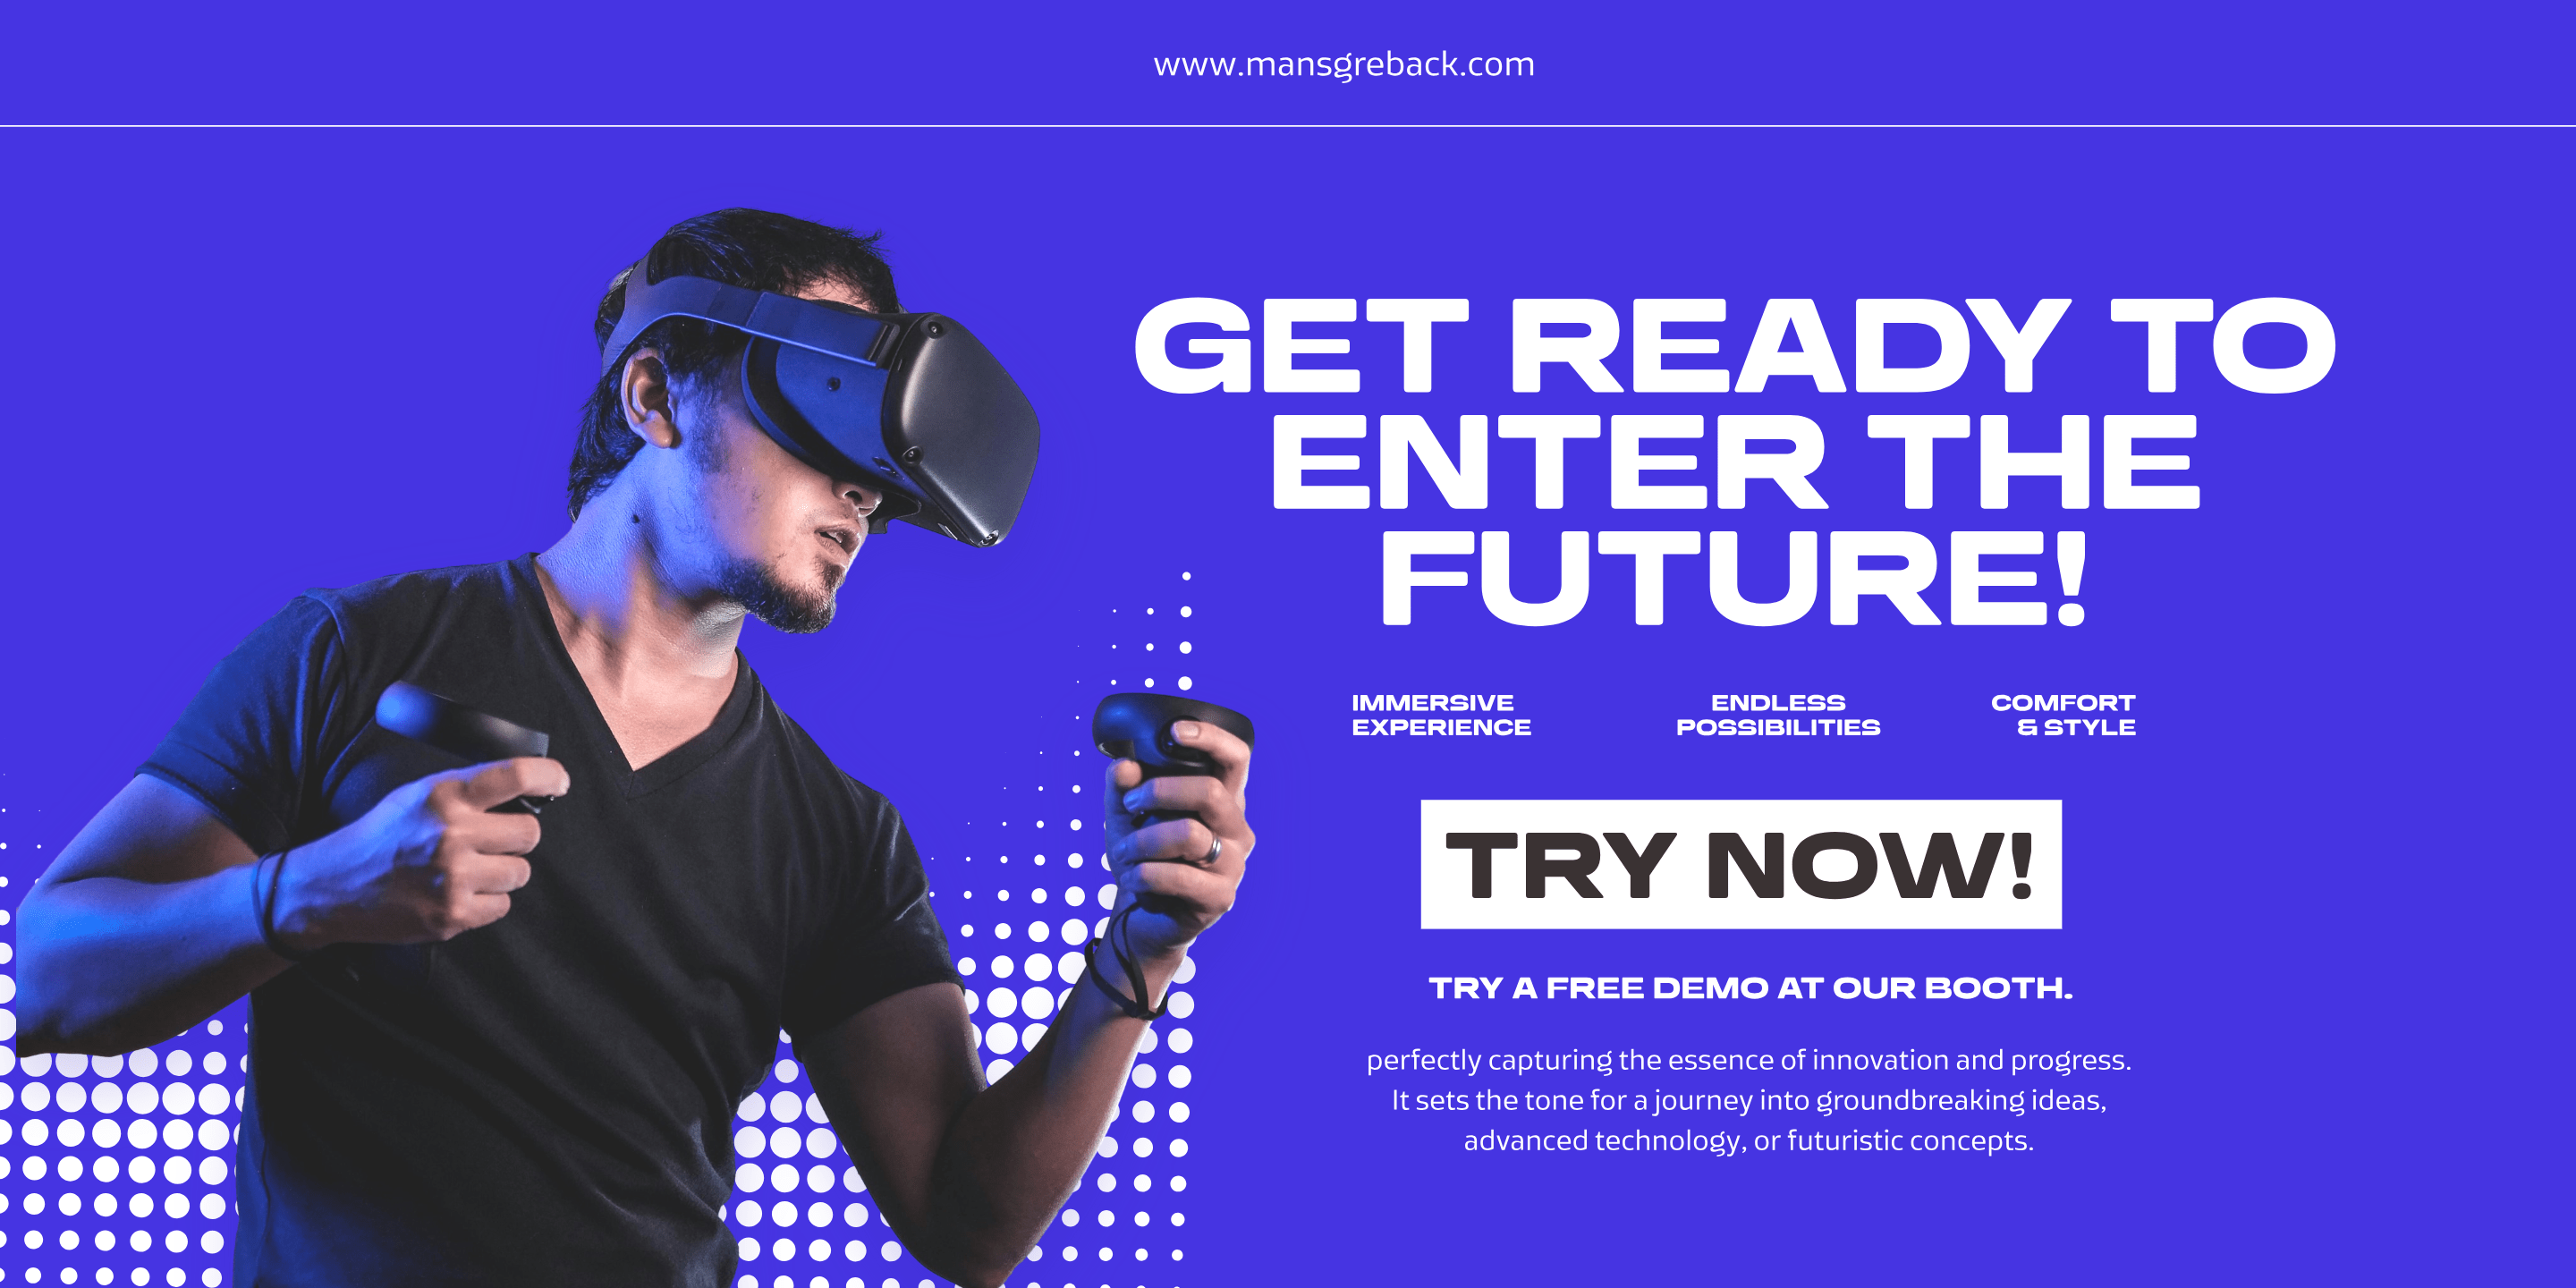 www.mansgreback.com
GET READY TO
ENTER THE
FUTURE!
IMMERSIVE
EXPERIENCE
ENDLESS
POSSIBILITIES
COMFORT
& STYLE
TRY NOW!
TRY A FREE DEMO AT OUR BOOTH.
perfectly capturing the essence of innovation and progress.
It sets the tone for a journey into groundbreaking ideas,
advanced technology, or futuristic concepts.